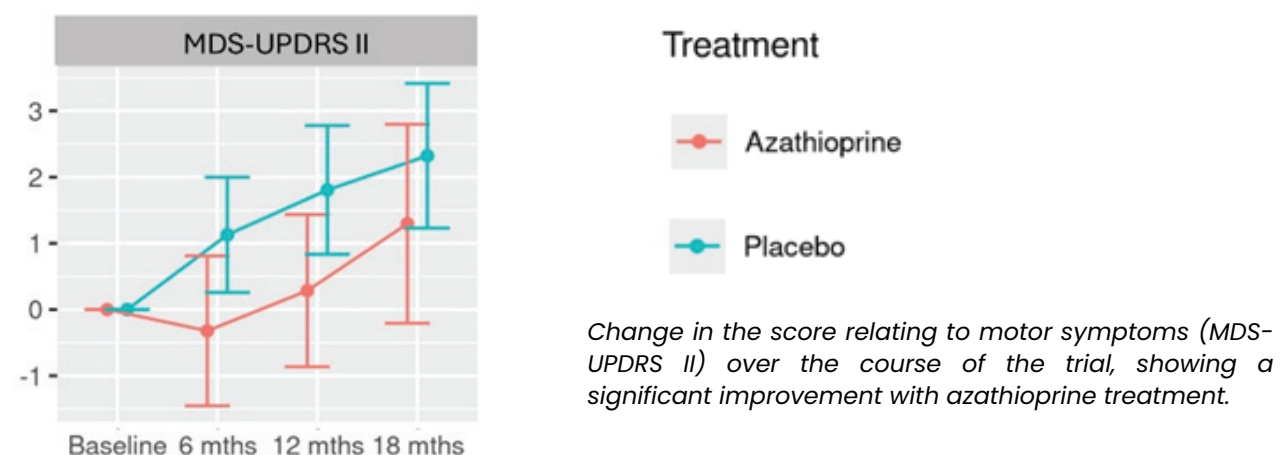 MDS-UPDRS II
3
2
1
0
-1
Baseline 6 mths 12 mths 18 mths
Treatment
Azathioprine
Placebo
Change in the score relating to motor symptoms (MDS-
UPDRS II) over the course of the trial, showing a
significant improvement with azathioprine treatment.